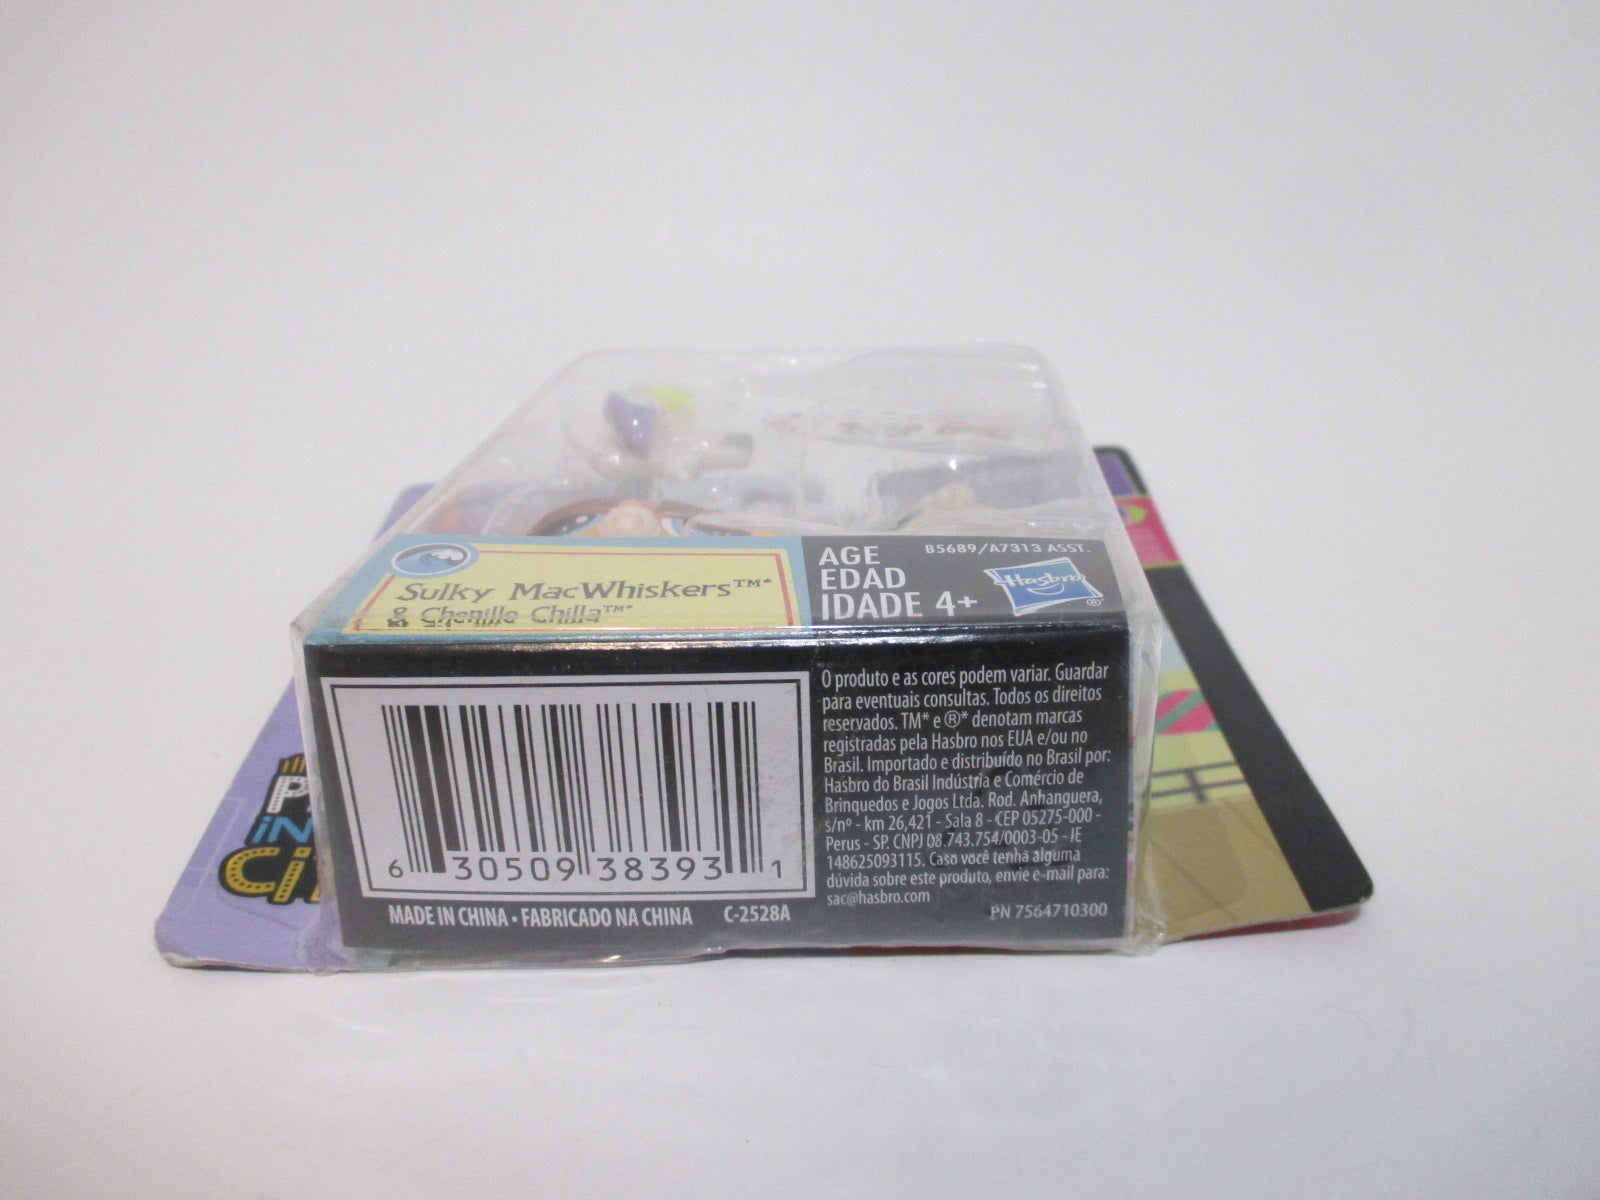 Sulky MacWhiskers™*
& Chenille Chilla™*
AGE
EDAD
IDADE 4+
B5689/A7313 ASST.
Hasbro
®
6 30509 38393 1
MADE IN CHINA • FABRICADO NA CHINA C-2528A
O produto e as cores podem variar. Guardar
para eventuais consultas. Todos os direitos
reservados. TM* e ®* denotam marcas
registradas pela Hasbro nos EUA e/ou no
Brasil. Importado e distribuído no Brasil por:
Hasbro do Brasil Indústria e Comércio de
Brinquedos e Jogos Ltda. Rod. Anhanguera,
s/nº - km 26,421 - Sala 8 - CEP 05275-000 -
Perus - SP. CNPJ 08.743.754/0003-05 - IE
148625093115. Caso você tenha alguma
dúvida sobre este produto, envie e-mail para:
sac@hasbro.com
PN 7564710300